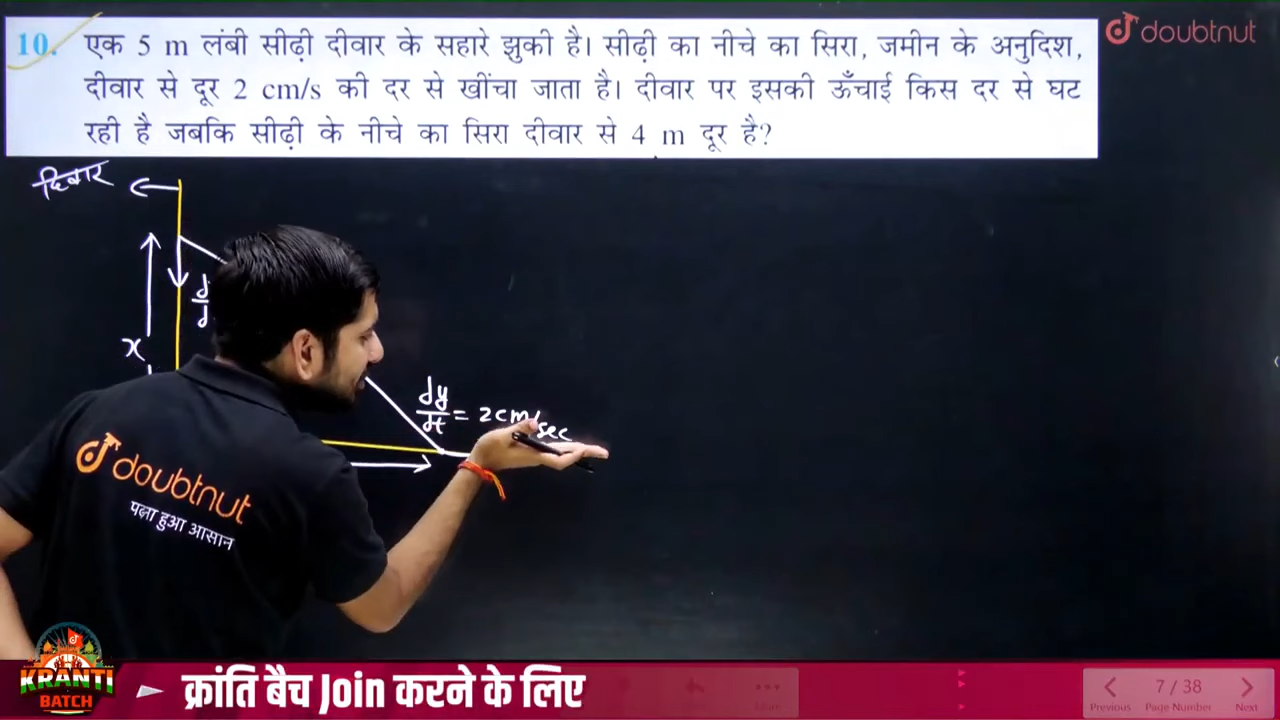 10. एक 5 m लंबी सीढ़ी दीवार के सहारे झुकी है। सीढ़ी का नीचे का सिरा, जमीन के अनुदिश,
दीवार से दूर 2 cm/s की दर से खींचा जाता है। दीवार पर इसकी ऊँचाई किस दर से घट
रही है जबकि सीढ़ी के नीचे का सिरा दीवार से 4 m दूर है?
doubtnut
दिवार
x
dy/dt = 2cm/sec
doubtnut
पढ़ना हुआ आसान
KRANTI
BATCH
क्रांति बैच Join करने के लिए
7 / 38
Previous Page Number Next